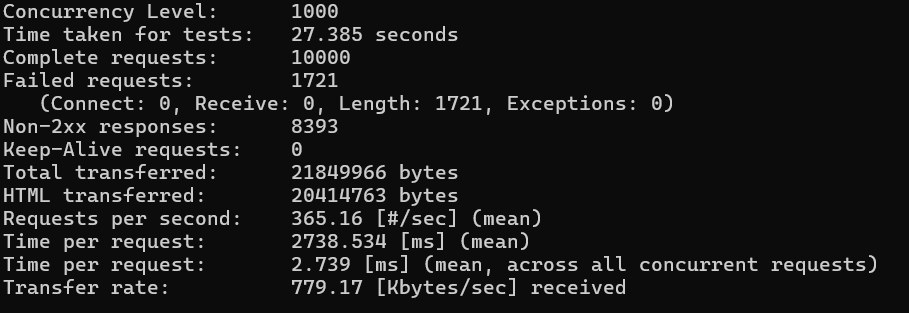 Concurrency Level:      1000
Time taken for tests:   27.385 seconds
Complete requests:      10000
Failed requests:        1721
   (Connect: 0, Receive: 0, Length: 1721, Exceptions: 0)
Non-2xx responses:      8393
Keep-Alive requests:    0
Total transferred:      21849966 bytes
HTML transferred:       20414763 bytes
Requests per second:    365.16 [#/sec] (mean)
Time per request:       2738.534 [ms] (mean)
Time per request:       2.739 [ms] (mean, across all concurrent requests)
Transfer rate:          779.17 [Kbytes/sec] received